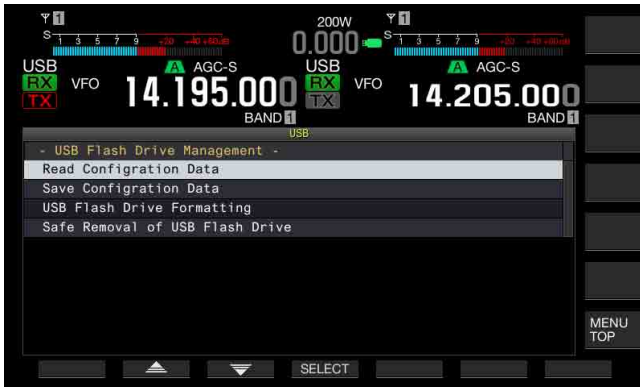 1 200W 1
S 1 3 5 7 9 +20 +40 +60dB 0.000 S 1 3 5 7 9 +20 +40 +60dB
USB A AGC-S USB A AGC-S
RX VFO 14.195.000 RX VFO 14.205.000
TX TX
BAND 1 BAND 1
USB
- USB Flash Drive Management -
Read Configration Data
Save Configration Data
USB Flash Drive Formatting
Safe Removal of USB Flash Drive
MENU
TOP
SELECT